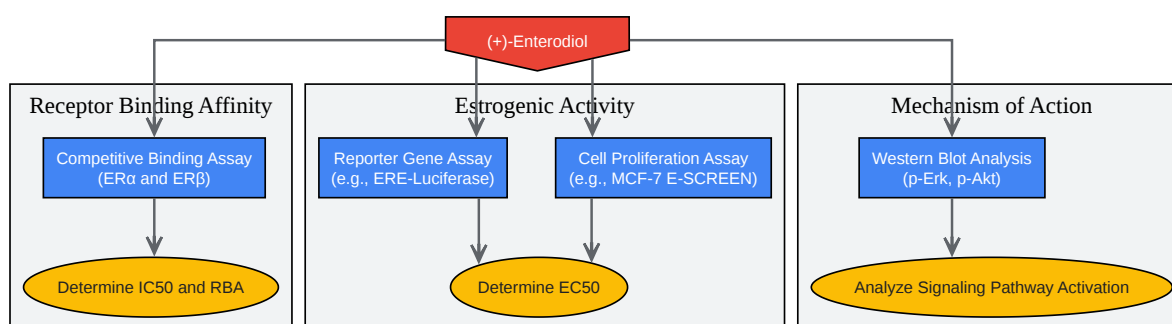 (+)-Enterodiol
Receptor Binding Affinity
Estrogenic Activity
Mechanism of Action
Competitive Binding Assay
(ERα and ERβ)
Reporter Gene Assay
(e.g., ERE-Luciferase)
Cell Proliferation Assay
(e.g., MCF-7 E-SCREEN)
Western Blot Analysis
(p-Erk, p-Akt)
Determine IC50 and RBA
Determine EC50
Analyze Signaling Pathway Activation